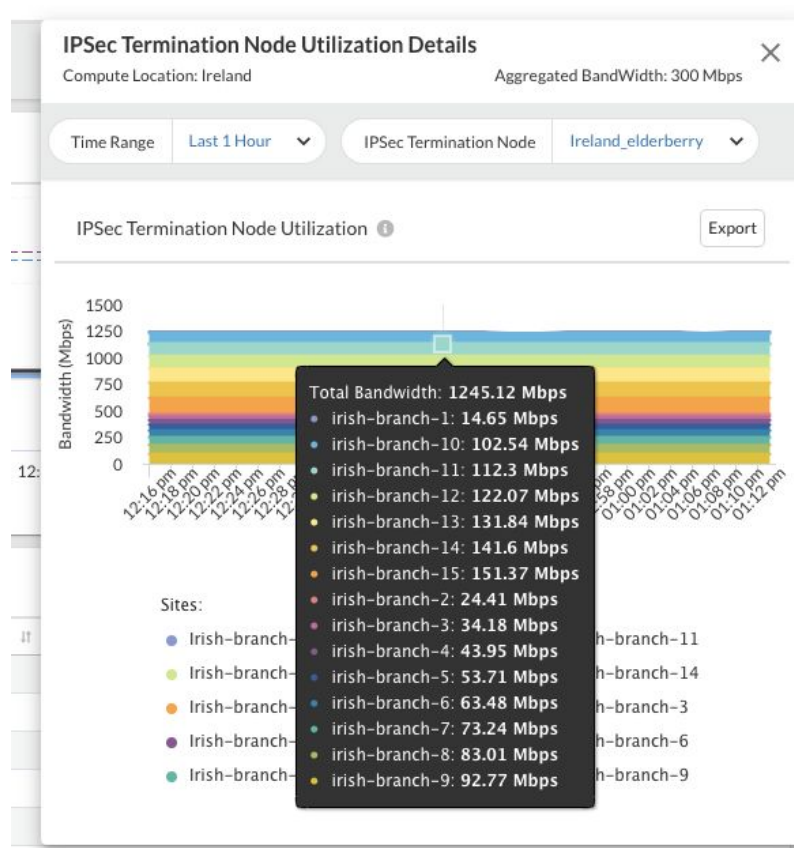 IPSec Termination Node Utilization Details
Compute Location: Ireland Aggregated BandWidth: 300 Mbps
Time Range Last 1 Hour IPSec Termination Node Ireland_elderberry
IPSec Termination Node Utilization Export
Bandwidth (Mbps)
1500
1250
1000
750
500
250
0
12:
12:16 pm
12:18 pm
12:20 pm
12:22 pm
12:24 pm
12:26 pm
12:28 pm
01:00 pm
01:02 pm
01:04 pm
01:06 pm
01:08 pm
01:10 pm
01:12 pm
Total Bandwidth: 1245.12 Mbps
irish-branch-1: 14.65 Mbps
irish-branch-10: 102.54 Mbps
irish-branch-11: 112.3 Mbps
irish-branch-12: 122.07 Mbps
irish-branch-13: 131.84 Mbps
irish-branch-14: 141.6 Mbps
irish-branch-15: 151.37 Mbps
irish-branch-2: 24.41 Mbps
irish-branch-3: 34.18 Mbps
irish-branch-4: 43.95 Mbps
irish-branch-5: 53.71 Mbps
irish-branch-6: 63.48 Mbps
irish-branch-7: 73.24 Mbps
irish-branch-8: 83.01 Mbps
irish-branch-9: 92.77 Mbps
Sites:
Irish-branch- h-branch-11
Irish-branch- h-branch-14
Irish-branch- h-branch-3
Irish-branch- h-branch-6
Irish-branch- h-branch-9